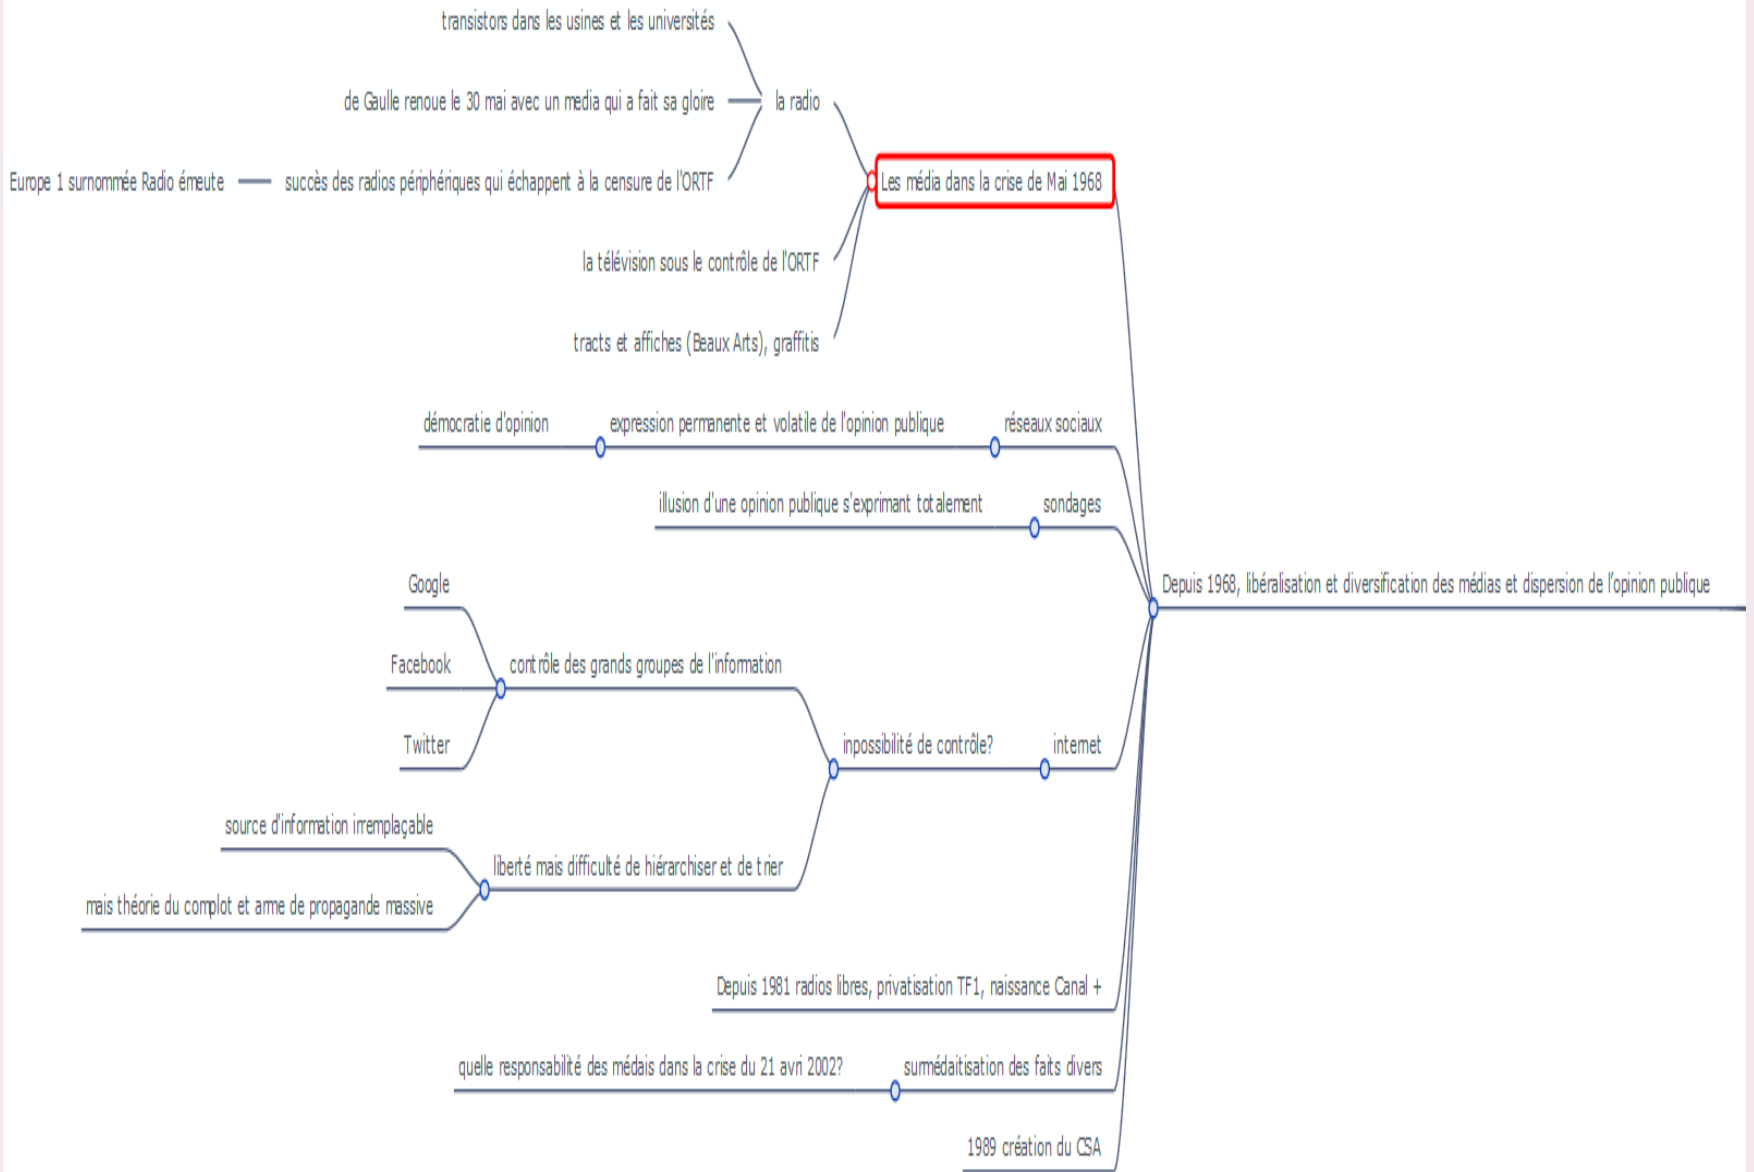 transistors dans les usines et les universités
de Gaulle renoue le 30 mai avec un media qui a fait sa gloire
la radio
Europe 1 surnommée Radio émeute
succès des radios périphériques qui échappent à la censure de l'ORTF
Les média dans la crise de Mai 1968
la télévision sous le contrôle de l'ORTF
tracts et affiches (Beaux Arts), graffitis
démocratie d'opinion
expression permanente et volatile de l'opinion publique
réseaux sociaux
illusion d'une opinion publique s'exprimant totalement
sondages
Google
Depuis 1968, libéralisation et diversification des médias et dispersion de l’opinion publique
Facebook
contrôle des grands groupes de l'information
Twitter
inpossibilité de contrôle?
internet
source d'information irremplaçable
liberté mais difficulté de hiérarchiser et de trier
mais théorie du complot et arme de propagande massive
Depuis 1981 radios libres, privatisation TF1, naissance Canal +
quelle responsabilité des médais dans la crise du 21 avri 2002?
surmédaitisation des faits divers
1989 création du CSA